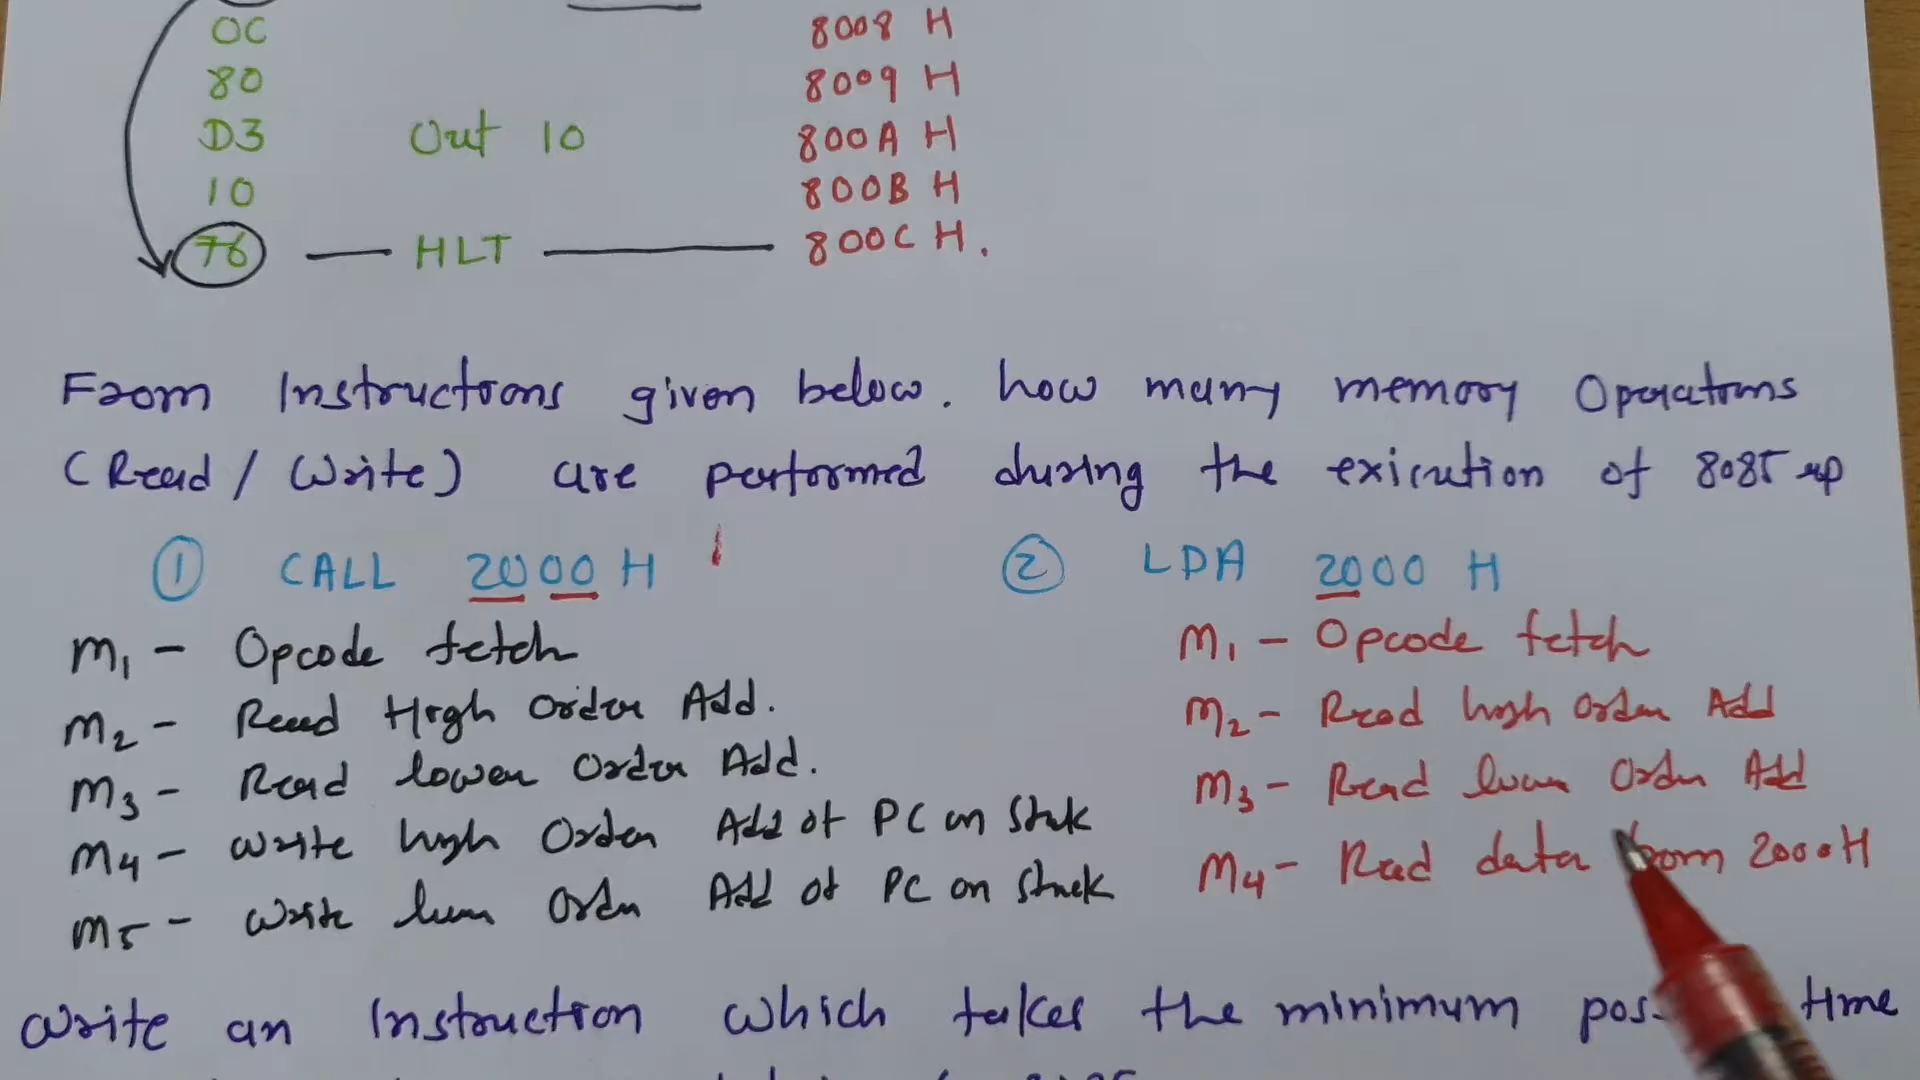 0C 8008 H
80 8009 H
D3 Out 10 800A H
10 800B H
76 — HLT — 800C H.
From Instructions given below. how many memory Operations
(Read / Write) are performed during the exicution of 8085 μp
① CALL 2000 H
M1 - Opcode fetch
M2 - Read High Order Add.
M3 - Read lower Order Add.
M4 - Write high Order Add of PC on Stak
M5 - Write lower Order Add of PC on Stack
② LDA 2000 H
M1 - Opcode fetch
M2 - Read high Order Add
M3 - Read lower Order Add
M4 - Read data from 2000H
Write an Instruction which takes the minimum time